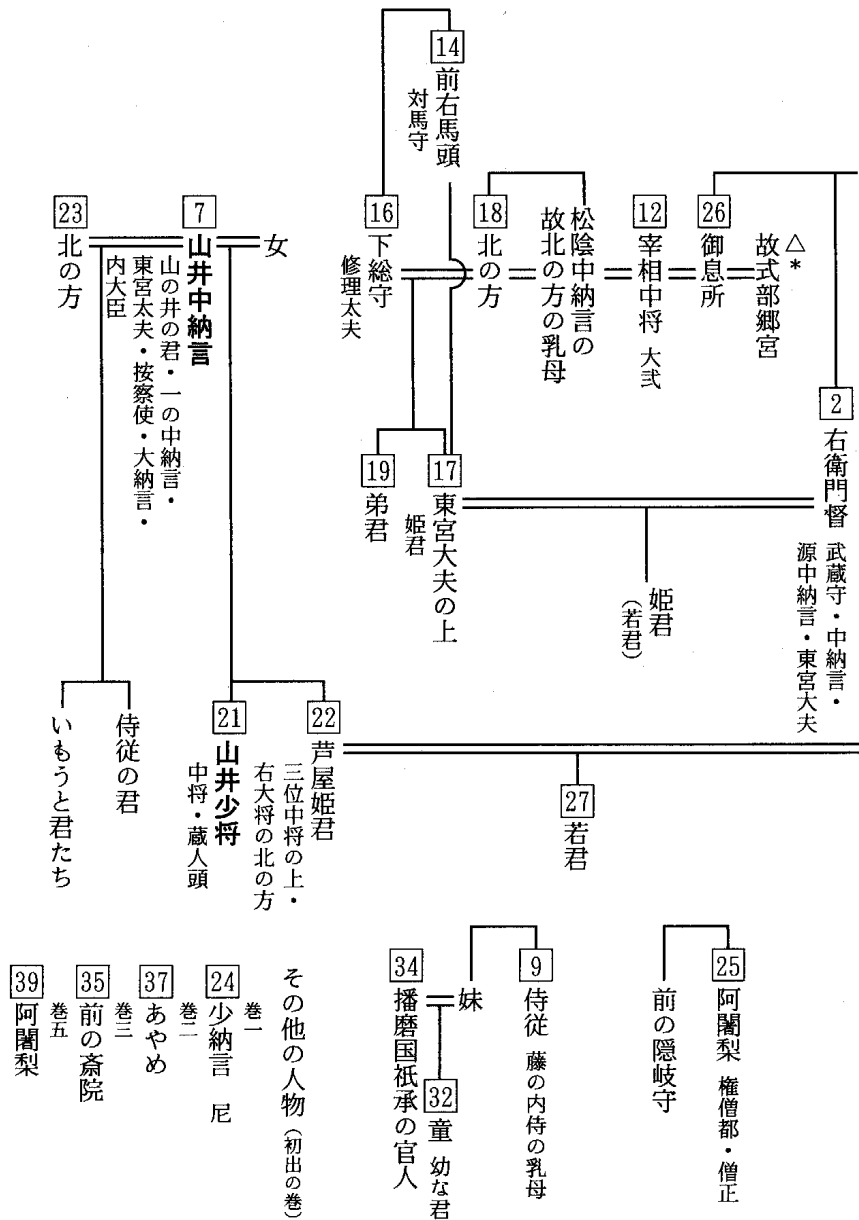 14 前右馬頭
対馬守
26 御息所
故式部郷宮
△*
12 宰相中将 大弐
松陰中納言の
故北の方の乳母
18 北の方
16 下総守
修理太夫
女
7 山井中納言
山の井の君・一の中納言・
東宮太夫・按察使・大納言・
内大臣
23 北の方
2 右衛門督
武蔵守・中納言・
源中納言・東宮大夫
17 東宮大夫の上
姫君
19 弟君
姫君
(若君)
22 芦屋姫君
三位中将の上・
右大将の北の方
21 山井少将
中将・蔵人頭
侍従の君
いもうと君たち
27 若君
25 阿闍梨 権僧都・僧正
前の隠岐守
9 侍従 藤の内侍の乳母
妹
34 播磨国祇承の官人
32 童 幼な君
その他の人物(初出の巻)
巻一
24 少納言 尼
巻二
37 あやめ
巻三
35 前の斎院
巻五
39 阿闍梨